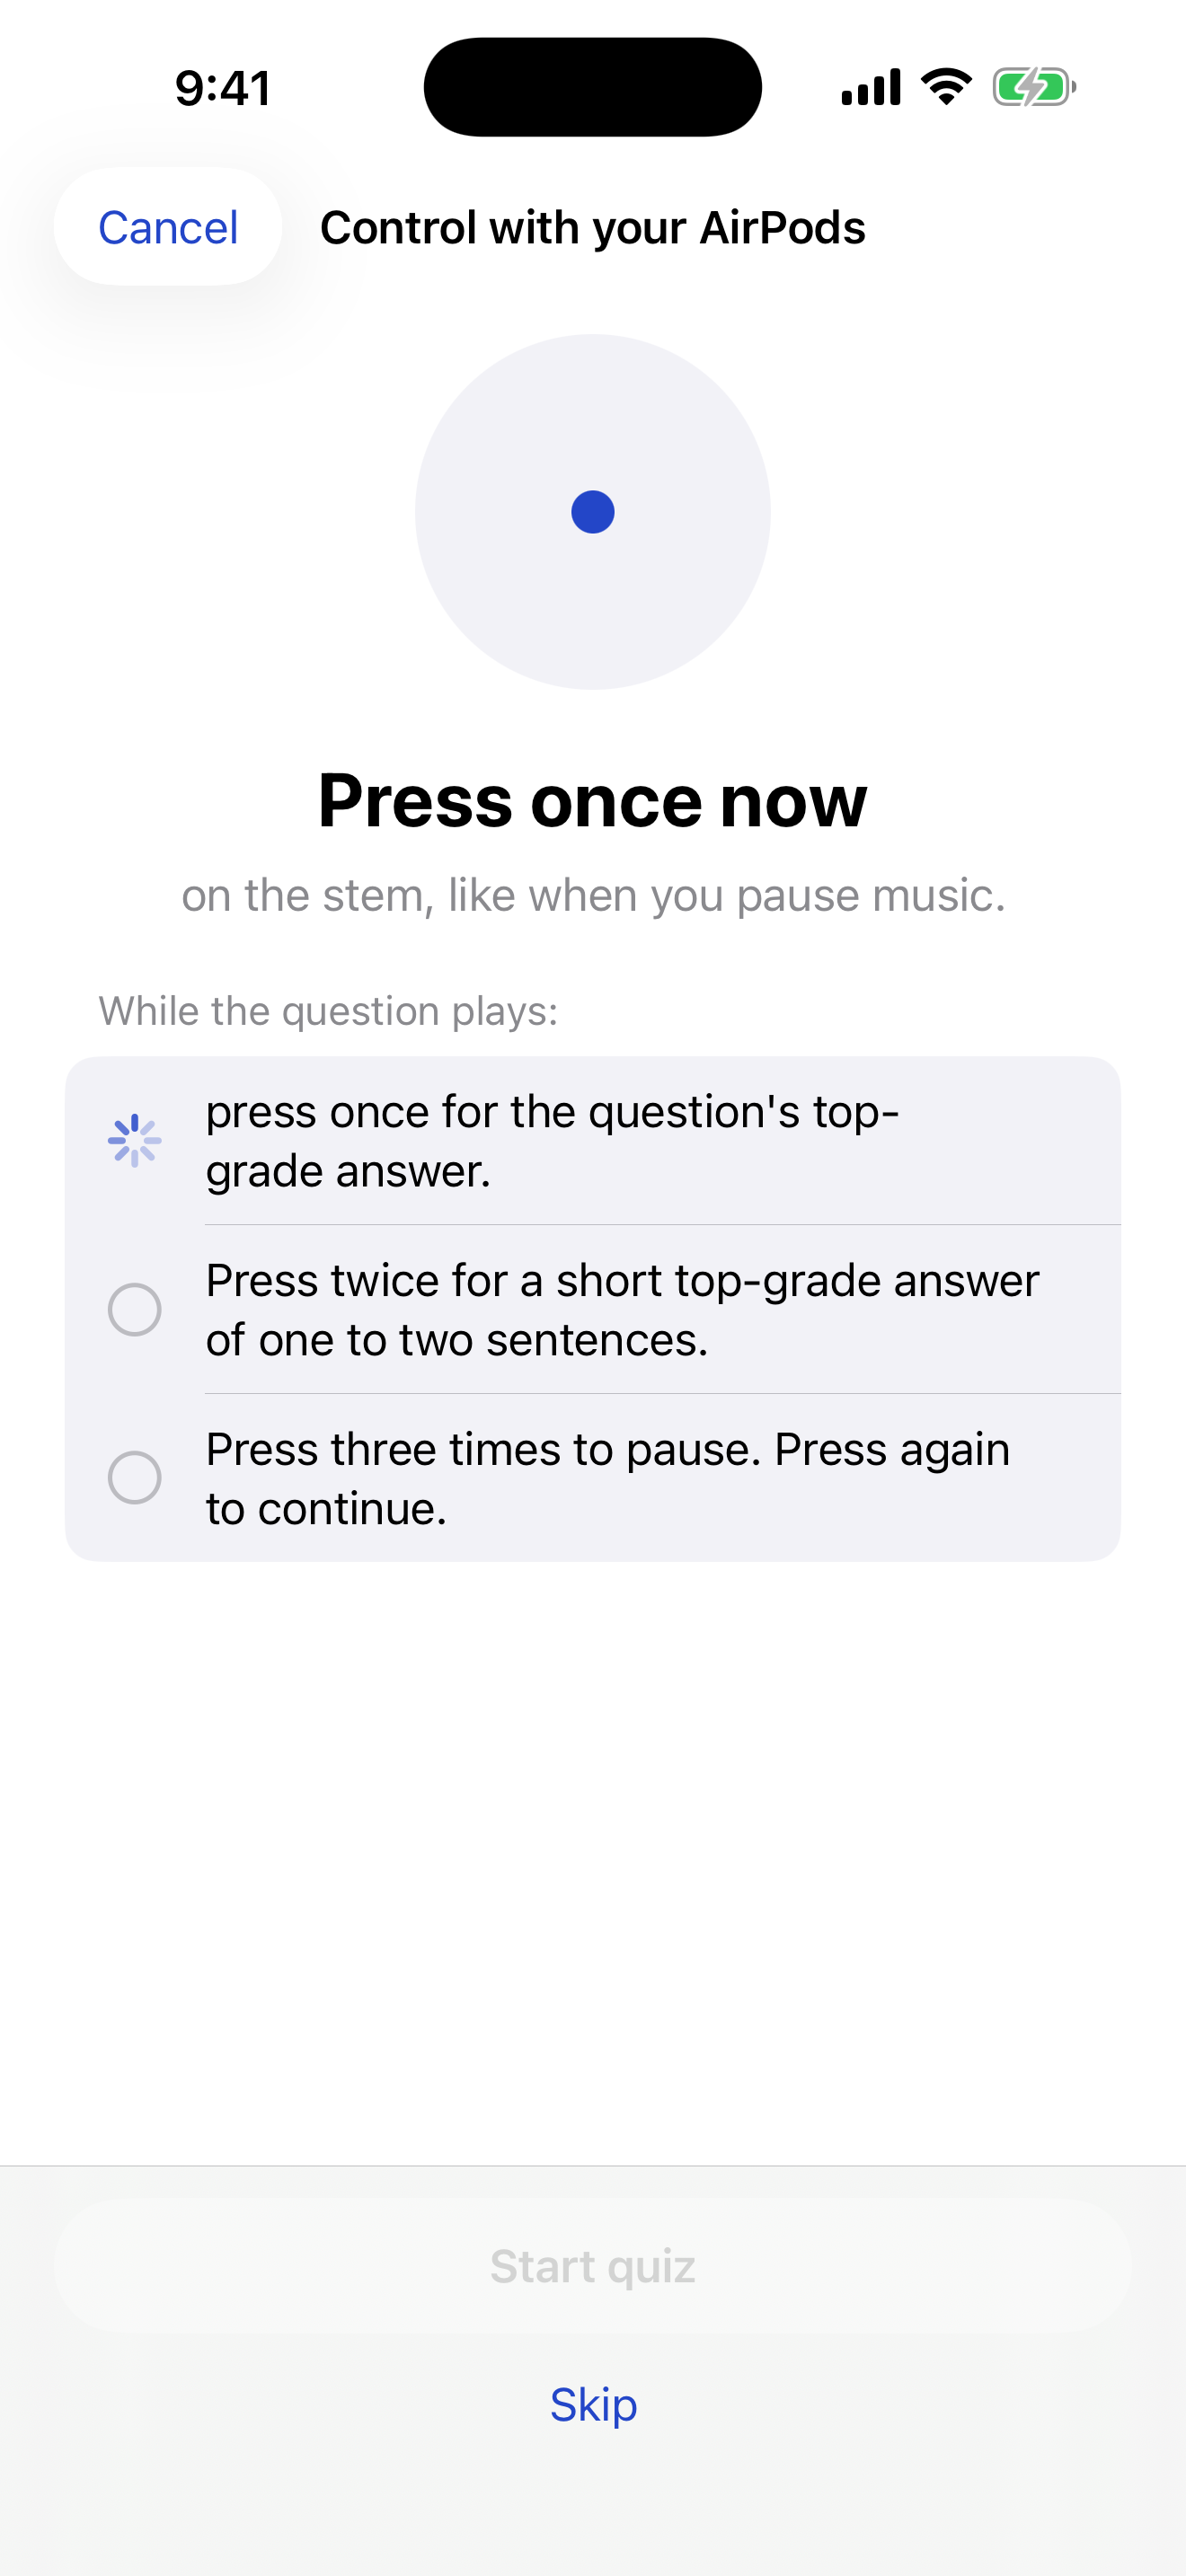 9:41
Cancel
Control with your AirPods
Press once now
on the stem, like when you pause music.
While the question plays:
press once for the question's top-
grade answer.
Press twice for a short top-grade answer
of one to two sentences.
Press three times to pause. Press again
to continue.
Start quiz
Skip